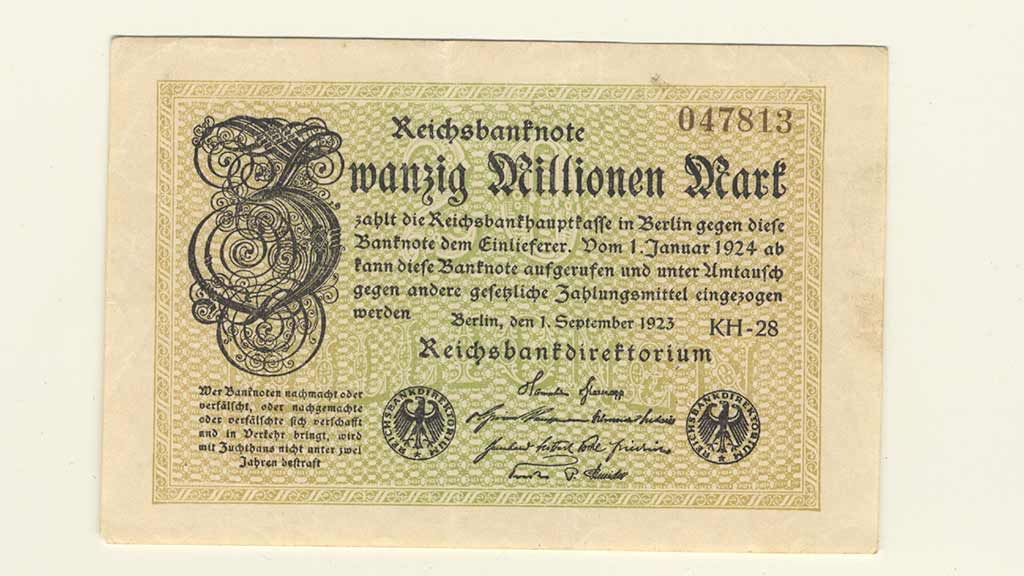 Reichsbanknote
047813
Zwanzig Millionen Mark
zahlt die Reichsbankhauptkasse in Berlin gegen diese
Banknote dem Einlieferer. Vom 1. Januar 1924 ab
kann diese Banknote aufgerufen und unter Umtausch
gegen andere gesetzliche Zahlungsmittel eingezogen
werden
Berlin, den 1. September 1923
KH-28
Reichsbankdirektorium
Wer Banknoten nachmacht oder
verfälscht, oder nachgemachte
oder verfälschte sich verschafft
und in Verkehr bringt, wird
mit Zuchthaus nicht unter zwei
Jahren bestraft
REICHSBANKDIREKTORIUM
REICHSBANKDIREKTORIUM